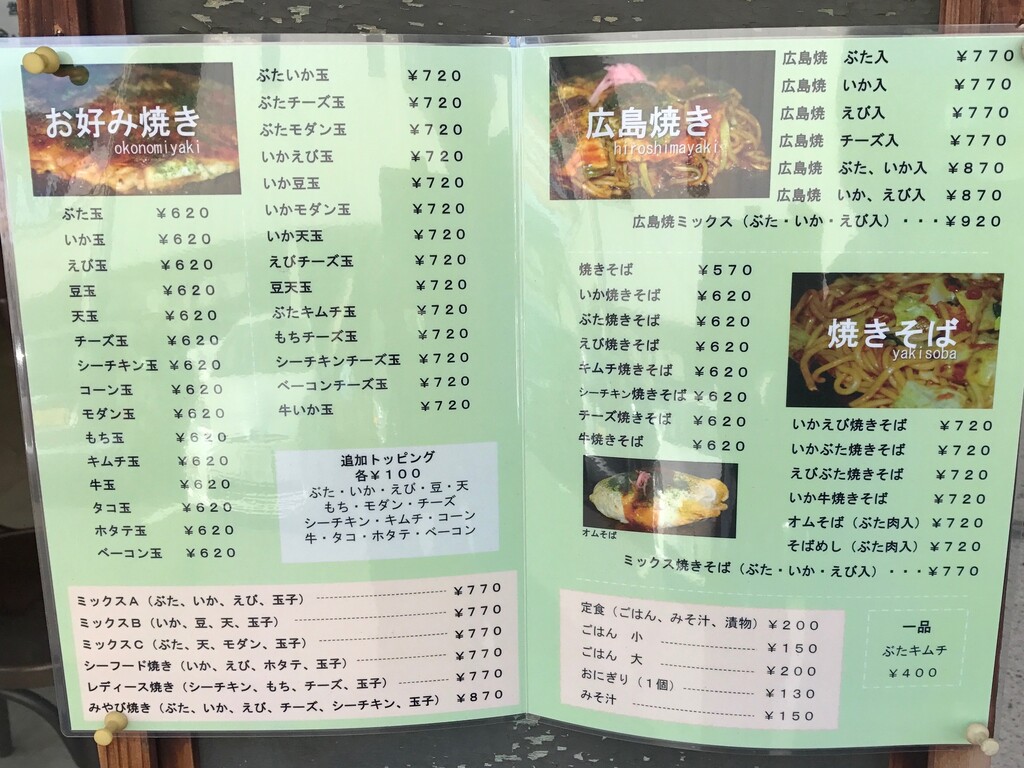 お好み焼き
okonomiyaki
ぶた玉 ¥620
いか玉 ¥620
えび玉 ¥620
豆玉 ¥620
天玉 ¥620
チーズ玉 ¥620
シーチキン玉 ¥620
コーン玉 ¥620
モダン玉 ¥620
もち玉 ¥620
キムチ玉 ¥620
牛玉 ¥620
タコ玉 ¥620
ホタテ玉 ¥620
ベーコン玉 ¥620
ぶたいか玉 ¥720
ぶたチーズ玉 ¥720
ぶたモダン玉 ¥720
いかえび玉 ¥720
いか豆玉 ¥720
いかモダン玉 ¥720
いか天玉 ¥720
えびチーズ玉 ¥720
豆天玉 ¥720
ぶたキムチ玉 ¥720
もちチーズ玉 ¥720
シーチキンチーズ玉 ¥720
ベーコンチーズ玉 ¥720
牛いか玉 ¥720
追加トッピング
各¥100
ぶた・いか・えび・豆・天
もち・モダン・チーズ
シーチキン・キムチ・コーン
牛・タコ・ホタテ・ベーコン
ミックスA（ぶた、いか、えび、玉子） ¥770
ミックスB（いか、豆、天、玉子） ¥770
ミックスC（ぶた、天、モダン、玉子） ¥770
シーフード焼き（いか、えび、ホタテ、玉子） ¥770
レディース焼き（シーチキン、もち、チーズ、玉子） ¥770
みやび焼き（ぶた、いか、えび、チーズ、シーチキン、玉子） ¥870
広島焼き
hiroshimayaki
広島焼 ぶた入 ¥770
広島焼 いか入 ¥770
広島焼 えび入 ¥770
広島焼 チーズ入 ¥770
広島焼 ぶた、いか入 ¥870
広島焼 いか、えび入 ¥870
広島焼ミックス（ぶた・いか・えび入）・・・¥920
焼きそば ¥570
いか焼きそば ¥620
ぶた焼きそば ¥620
えび焼きそば ¥620
キムチ焼きそば ¥620
シーチキン焼きそば ¥620
チーズ焼きそば ¥620
牛焼きそば ¥620
オムそば
焼きそば
yakisoba
いかえび焼きそば ¥720
いかぶた焼きそば ¥720
えびぶた焼きそば ¥720
いか牛焼きそば ¥720
オムそば（ぶた肉入） ¥720
そばめし（ぶた肉入） ¥720
ミックス焼きそば（ぶた・いか・えび入）・・・¥770
定食（ごはん、みそ汁、漬物） ¥200
ごはん 小 ¥150
ごはん 大 ¥200
おにぎり（1個） ¥130
みそ汁 ¥150
一品
ぶたキムチ
¥400